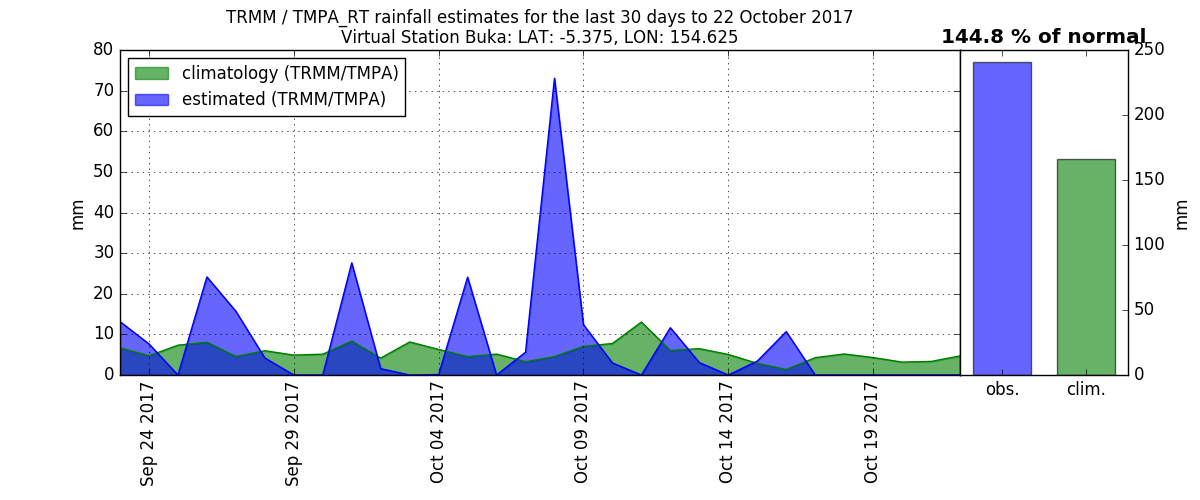 TRMM / TMPA_RT rainfall estimates for the last 30 days to 22 October 2017
Virtual Station Buka: LAT: -5.375, LON: 154.625
144.8 % of normal
climatology (TRMM/TMPA)
estimated (TRMM/TMPA)
mm
80
70
60
50
40
30
20
10
0
Sep 24 2017
Sep 29 2017
Oct 04 2017
Oct 09 2017
Oct 14 2017
Oct 19 2017
obs.
clim.
250
200
150
100
50
0
mm